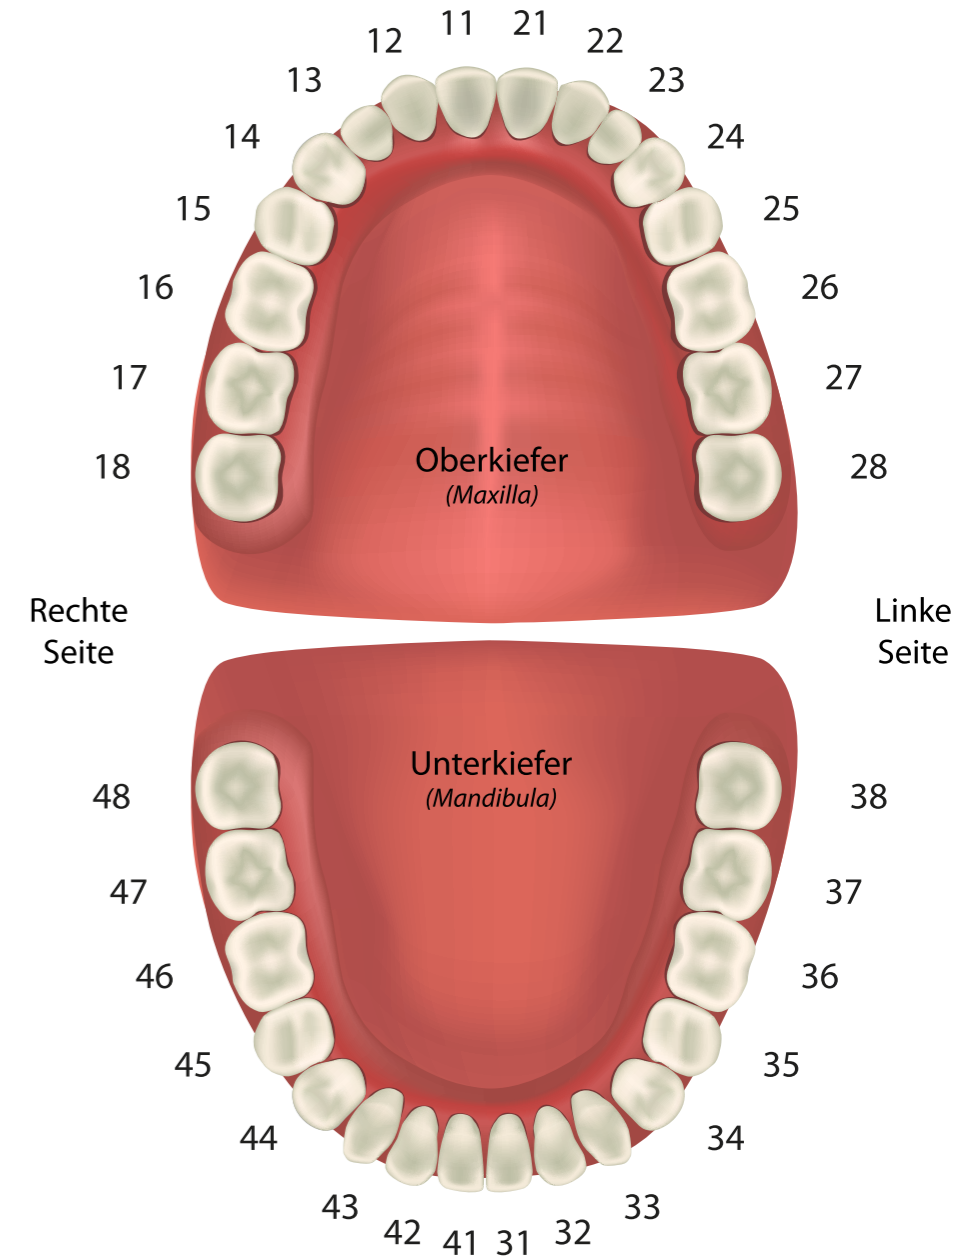 11 21
12 22
13 23
14 24
15 25
16 26
17 27
18 28
Oberkiefer
(Maxilla)
Rechte
Seite
Linke
Seite
Unterkiefer
(Mandibula)
48 38
47 37
46 36
45 35
44 34
43 33
42 32
41 31